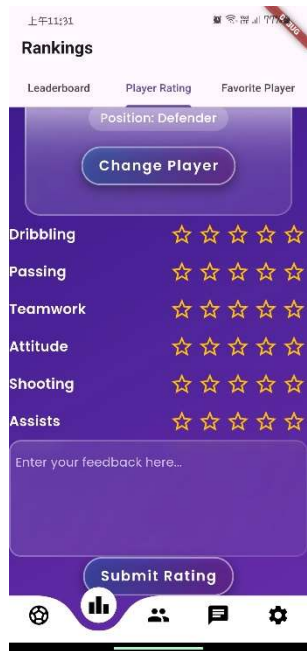 上午11:31
Rankings
Leaderboard Player Rating Favorite Player
Position: Defender
Change Player
Dribbling
Passing
Teamwork
Attitude
Shooting
Assists
Enter your feedback here...
Submit Rating